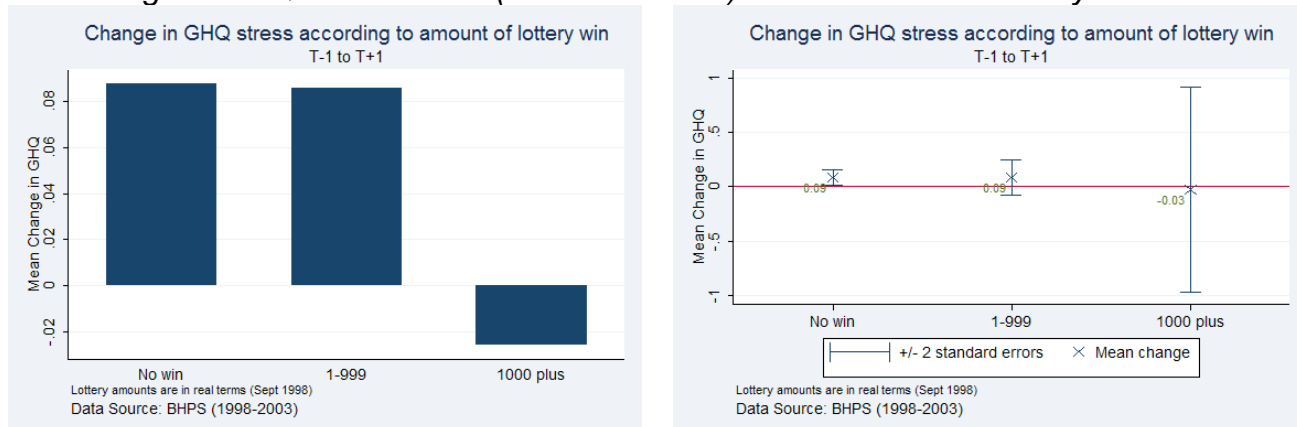 Change in GHQ stress according to amount of lottery win
T-1 to T+1
Mean Change in GHQ
.08
.06
.04
.02
0
-.02
No win 1-999 1000 plus
Lottery amounts are in real terms (Sept 1998)
Data Source: BHPS (1998-2003)
Change in GHQ stress according to amount of lottery win
T-1 to T+1
Mean Change in GHQ
1
.5
0
-.5
-1
0.09 0.09 -0.03
No win 1-999 1000 plus
+/- 2 standard errors Mean change
Lottery amounts are in real terms (Sept 1998)
Data Source: BHPS (1998-2003)